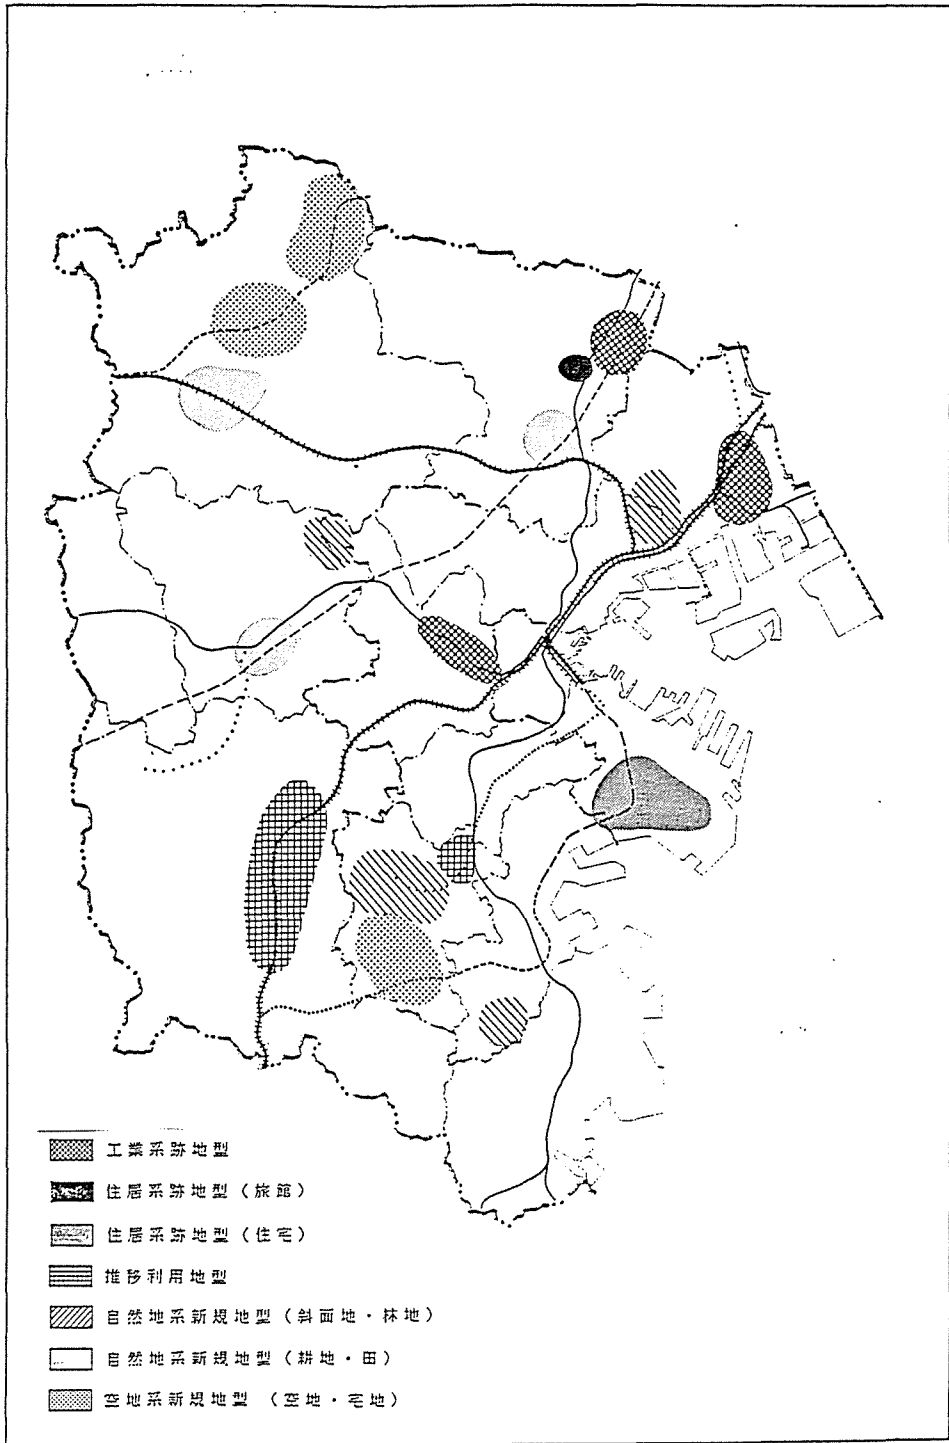 工業系跡地型
住居系跡地型（旅館）
住居系跡地型（住宅）
推移利用地型
自然地系新規地型（斜面地・林地）
自然地系新規地型（耕地・田）
空地系新規地型（空地・宅地）